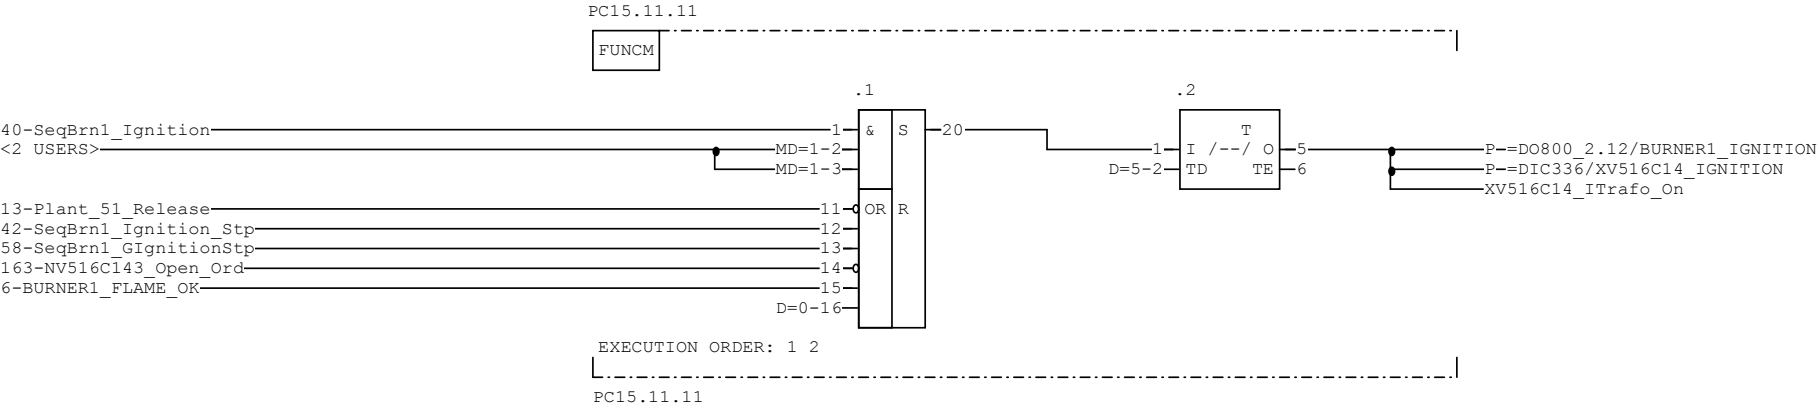 PC15.11.11
FUNCM
.1 .2
40-SeqBrn1_Ignition 1 & S 20 T
<2 USERS> MD=1-2 1 I /--/ O 5 P-=DO800_2.12/BURNER1_IGNITION
MD=1-3 D=5-2 TD TE 6 P-=DIC336/XV516C14_IGNITION
XV516C14_ITrafo_On
13-Plant_51_Release 11 OR R
42-SeqBrn1_Ignition_Stp 12
58-SeqBrn1_GIgnitionStp 13
163-NV516C143_Open_Ord 14
6-BURNER1_FLAME_OK 15
D=0-16
EXECUTION ORDER: 1 2
PC15.11.11